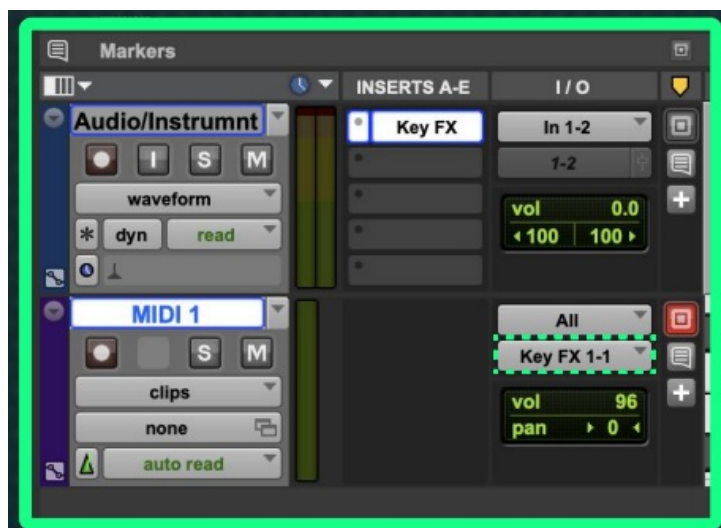 Markers
INSERTS A-E I / O
Audio/Instrumnt Key FX In 1-2
I S M 1-2
waveform vol 0.0
* dyn read 100 100
MIDI 1 All
S M Key FX 1-1
clips vol 96
none pan 0
auto read